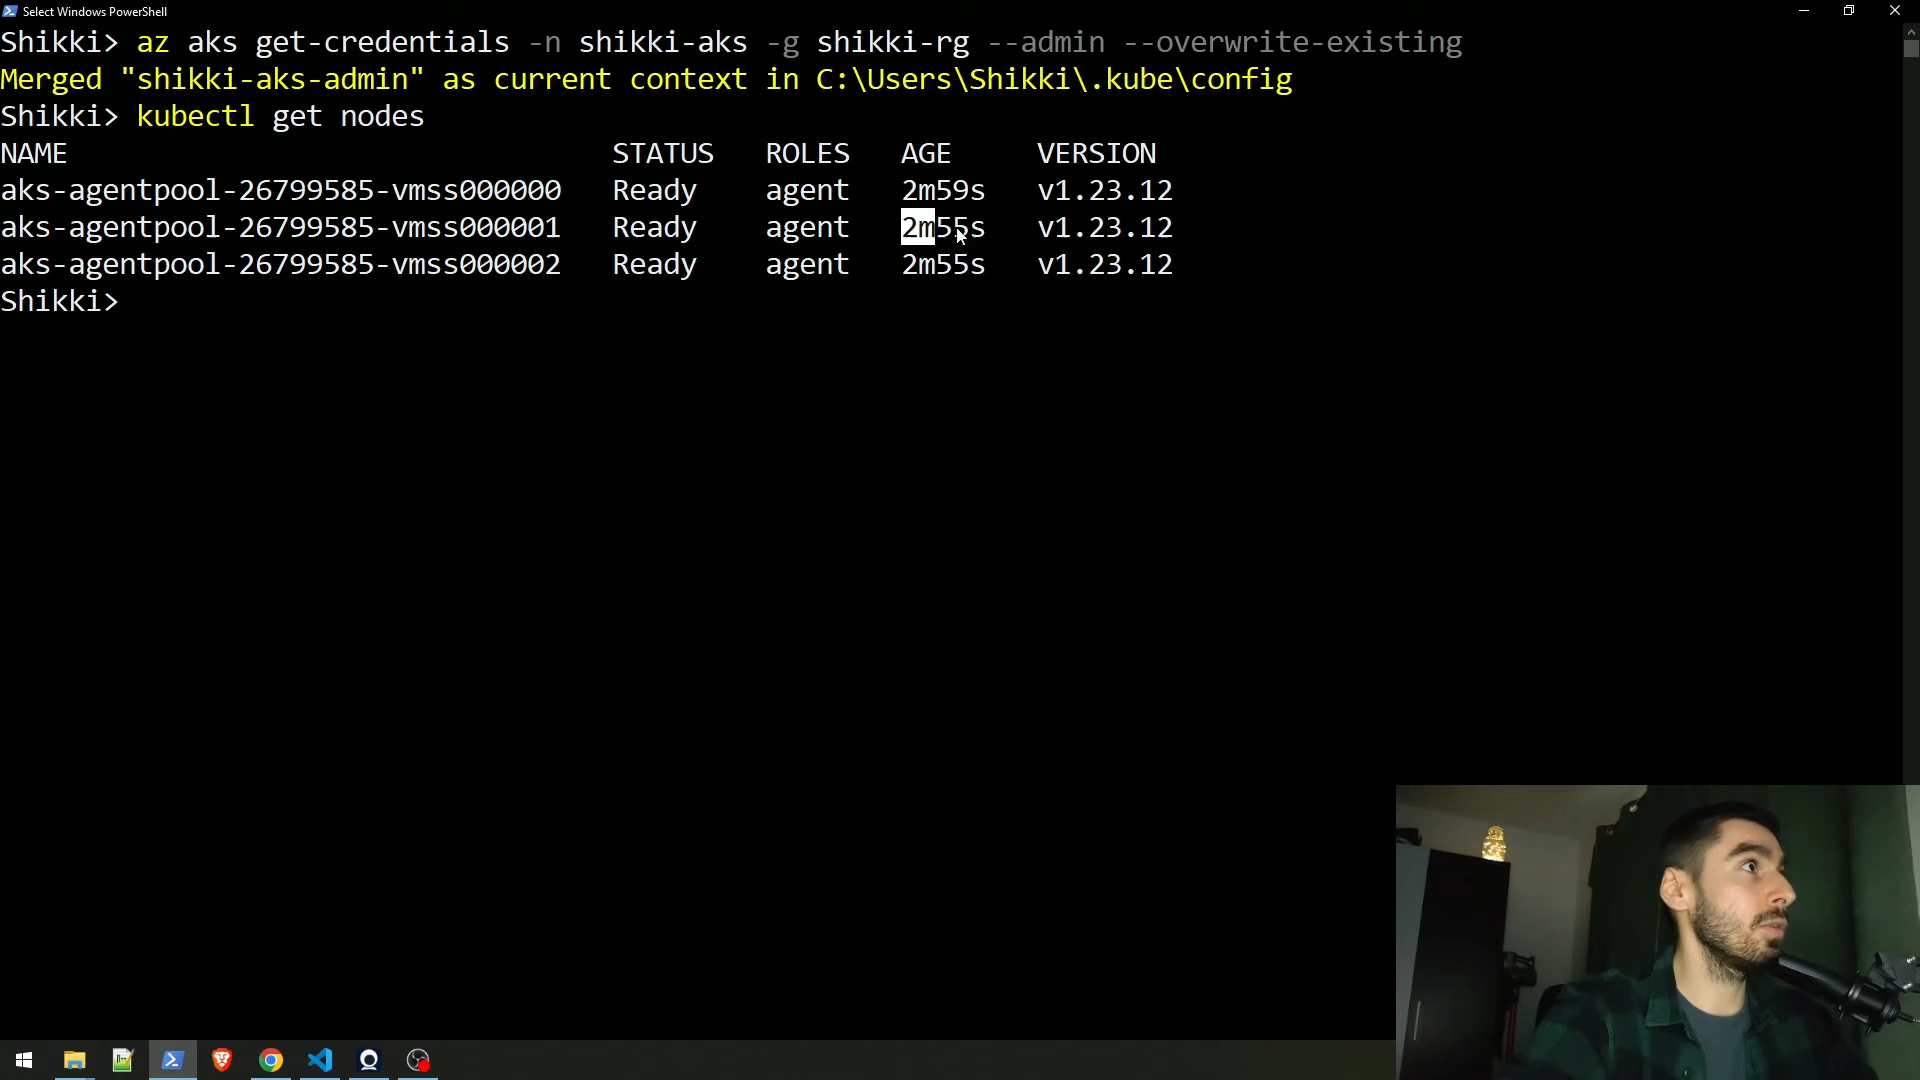 Select Windows PowerShell
Shikki> az aks get-credentials -n shikki-aks -g shikki-rg --admin --overwrite-existing
Merged "shikki-aks-admin" as current context in C:\Users\Shikki\.kube\config
Shikki> kubectl get nodes
NAME STATUS ROLES AGE VERSION
aks-agentpool-26799585-vmss000000 Ready agent 2m59s v1.23.12
aks-agentpool-26799585-vmss000001 Ready agent 2m55s v1.23.12
aks-agentpool-26799585-vmss000002 Ready agent 2m55s v1.23.12
Shikki>